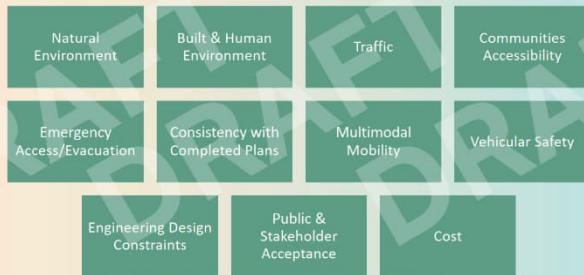 Natural
Environment
Built & Human
Environment
Traffic
Communities
Accessibility
Emergency
Access/Evacuation
Consistency with
Completed Plans
Multimodal
Mobility
Vehicular Safety
Engineering Design
Constraints
Public &
Stakeholder
Acceptance
Cost
DRAFT
DRAFT